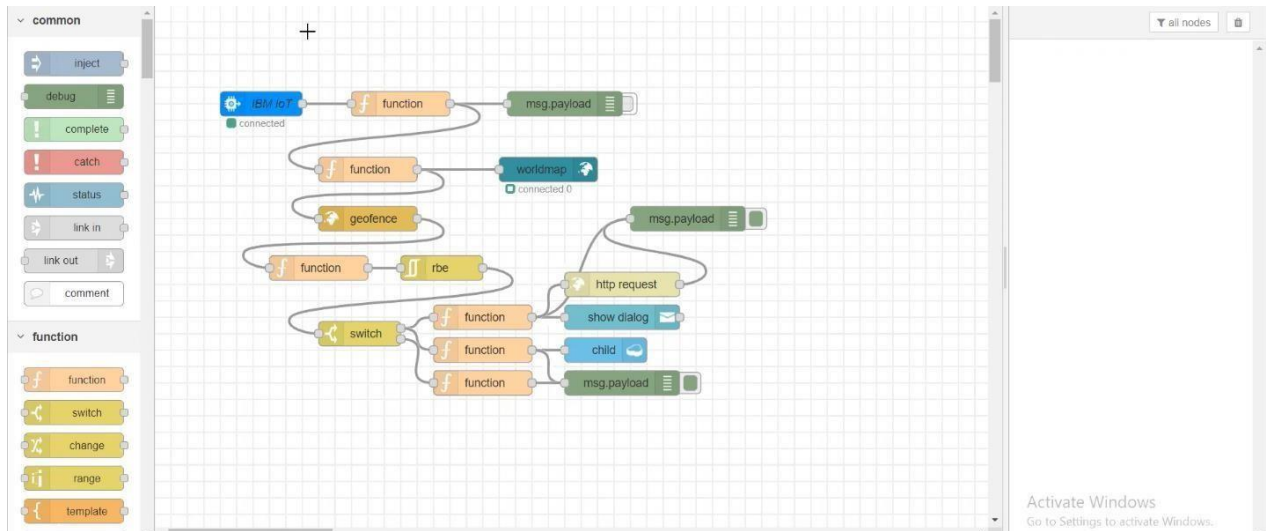 common
inject
debug
complete
catch
status
link in
link out
comment
function
function
switch
change
range
template
IBM IoT
connected
function
msg.payload
function
worldmap
connected 0
geofence
msg.payload
function
rbe
http request
switch
function
show dialog
function
child
function
msg.payload
all nodes
Activate Windows
Go to Settings to activate Windows.